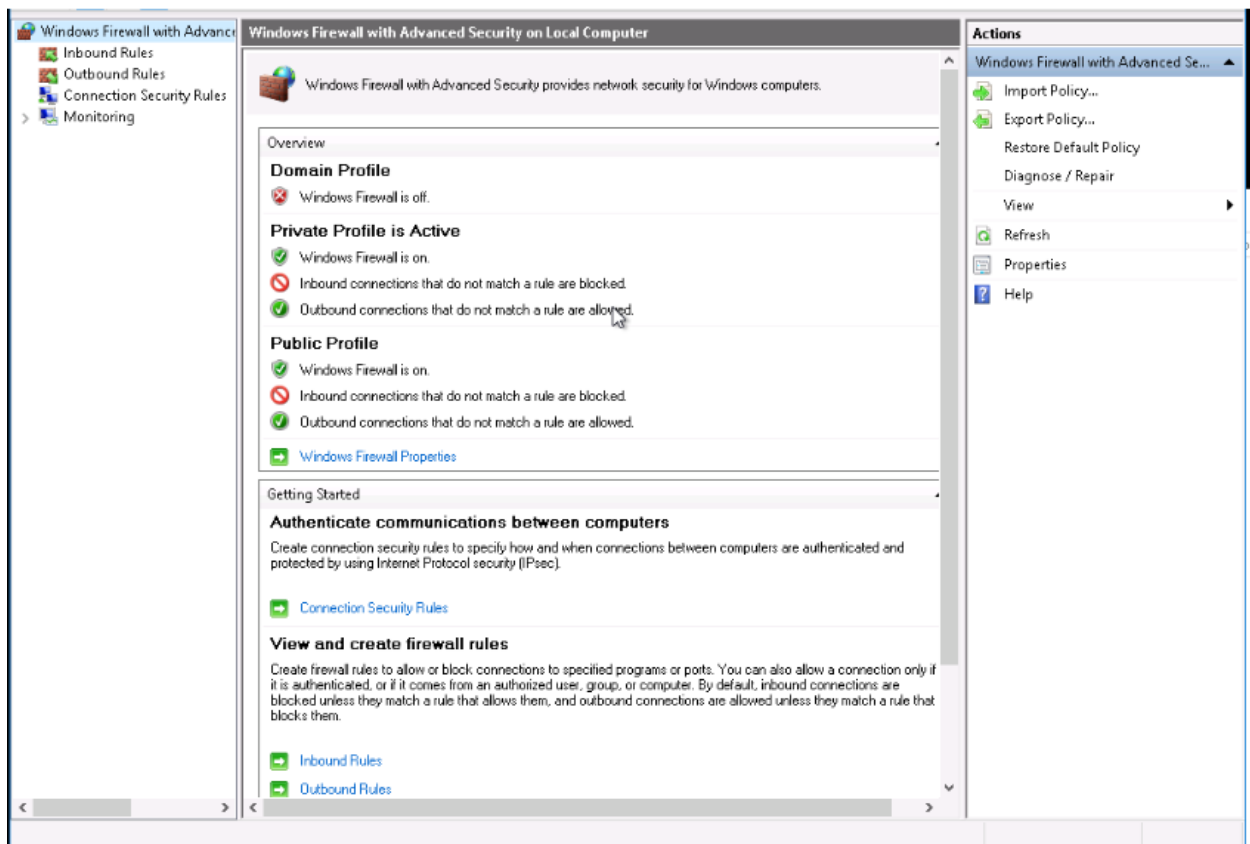 Windows Firewall with Advance
Inbound Rules
Outbound Rules
Connection Security Rules
Monitoring
Windows Firewall with Advanced Security on Local Computer
Windows Firewall with Advanced Security provides network security for Windows computers.
Overview
Domain Profile
Windows Firewall is off.
Private Profile is Active
Windows Firewall is on.
Inbound connections that do not match a rule are blocked.
Outbound connections that do not match a rule are allowed.
Public Profile
Windows Firewall is on.
Inbound connections that do not match a rule are blocked.
Outbound connections that do not match a rule are allowed.
Windows Firewall Properties
Getting Started
Authenticate communications between computers
Create connection security rules to specify how and when connections between computers are authenticated and
protected by using Internet Protocol security (IPsec).
Connection Security Rules
View and create firewall rules
Create firewall rules to allow or block connections to specified programs or ports. You can also allow a connection only if
it is authenticated, or if it comes from an authorized user, group, or computer. By default, inbound connections are
blocked unless they match a rule that allows them, and outbound connections are allowed unless they match a rule that
blocks them.
Inbound Rules
Outbound Rules
Actions
Windows Firewall with Advanced Se...
Import Policy...
Export Policy...
Restore Default Policy
Diagnose / Repair
View
Refresh
Properties
Help